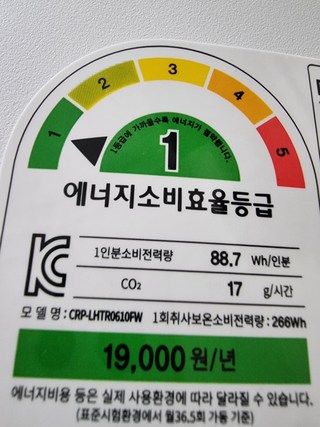 1 2 3 4 5
1등급에 가까울수록 에너지가 절약됩니다.
1
에너지소비효율등급
1인분소비전력량 88.7 Wh/인분
CO₂ 17 g/시간
모 델 명 : CRP-LHTR0610FW 1회취사보온소비전력량 : 266Wh
19,000 원/년
에너지비용 등은 실제 사용환경에 따라 달라질 수 있습니다.
(표준시험환경에서 월36.5회 가동 기준)